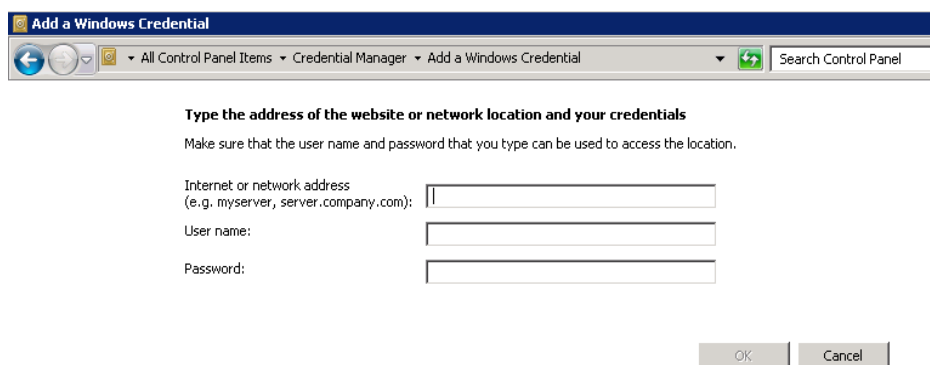 Add a Windows Credential
All Control Panel Items Credential Manager Add a Windows Credential Search Control Panel
Type the address of the website or network location and your credentials
Make sure that the user name and password that you type can be used to access the location.
Internet or network address
(e.g. myserver, server.company.com):
User name:
Password:
OK Cancel